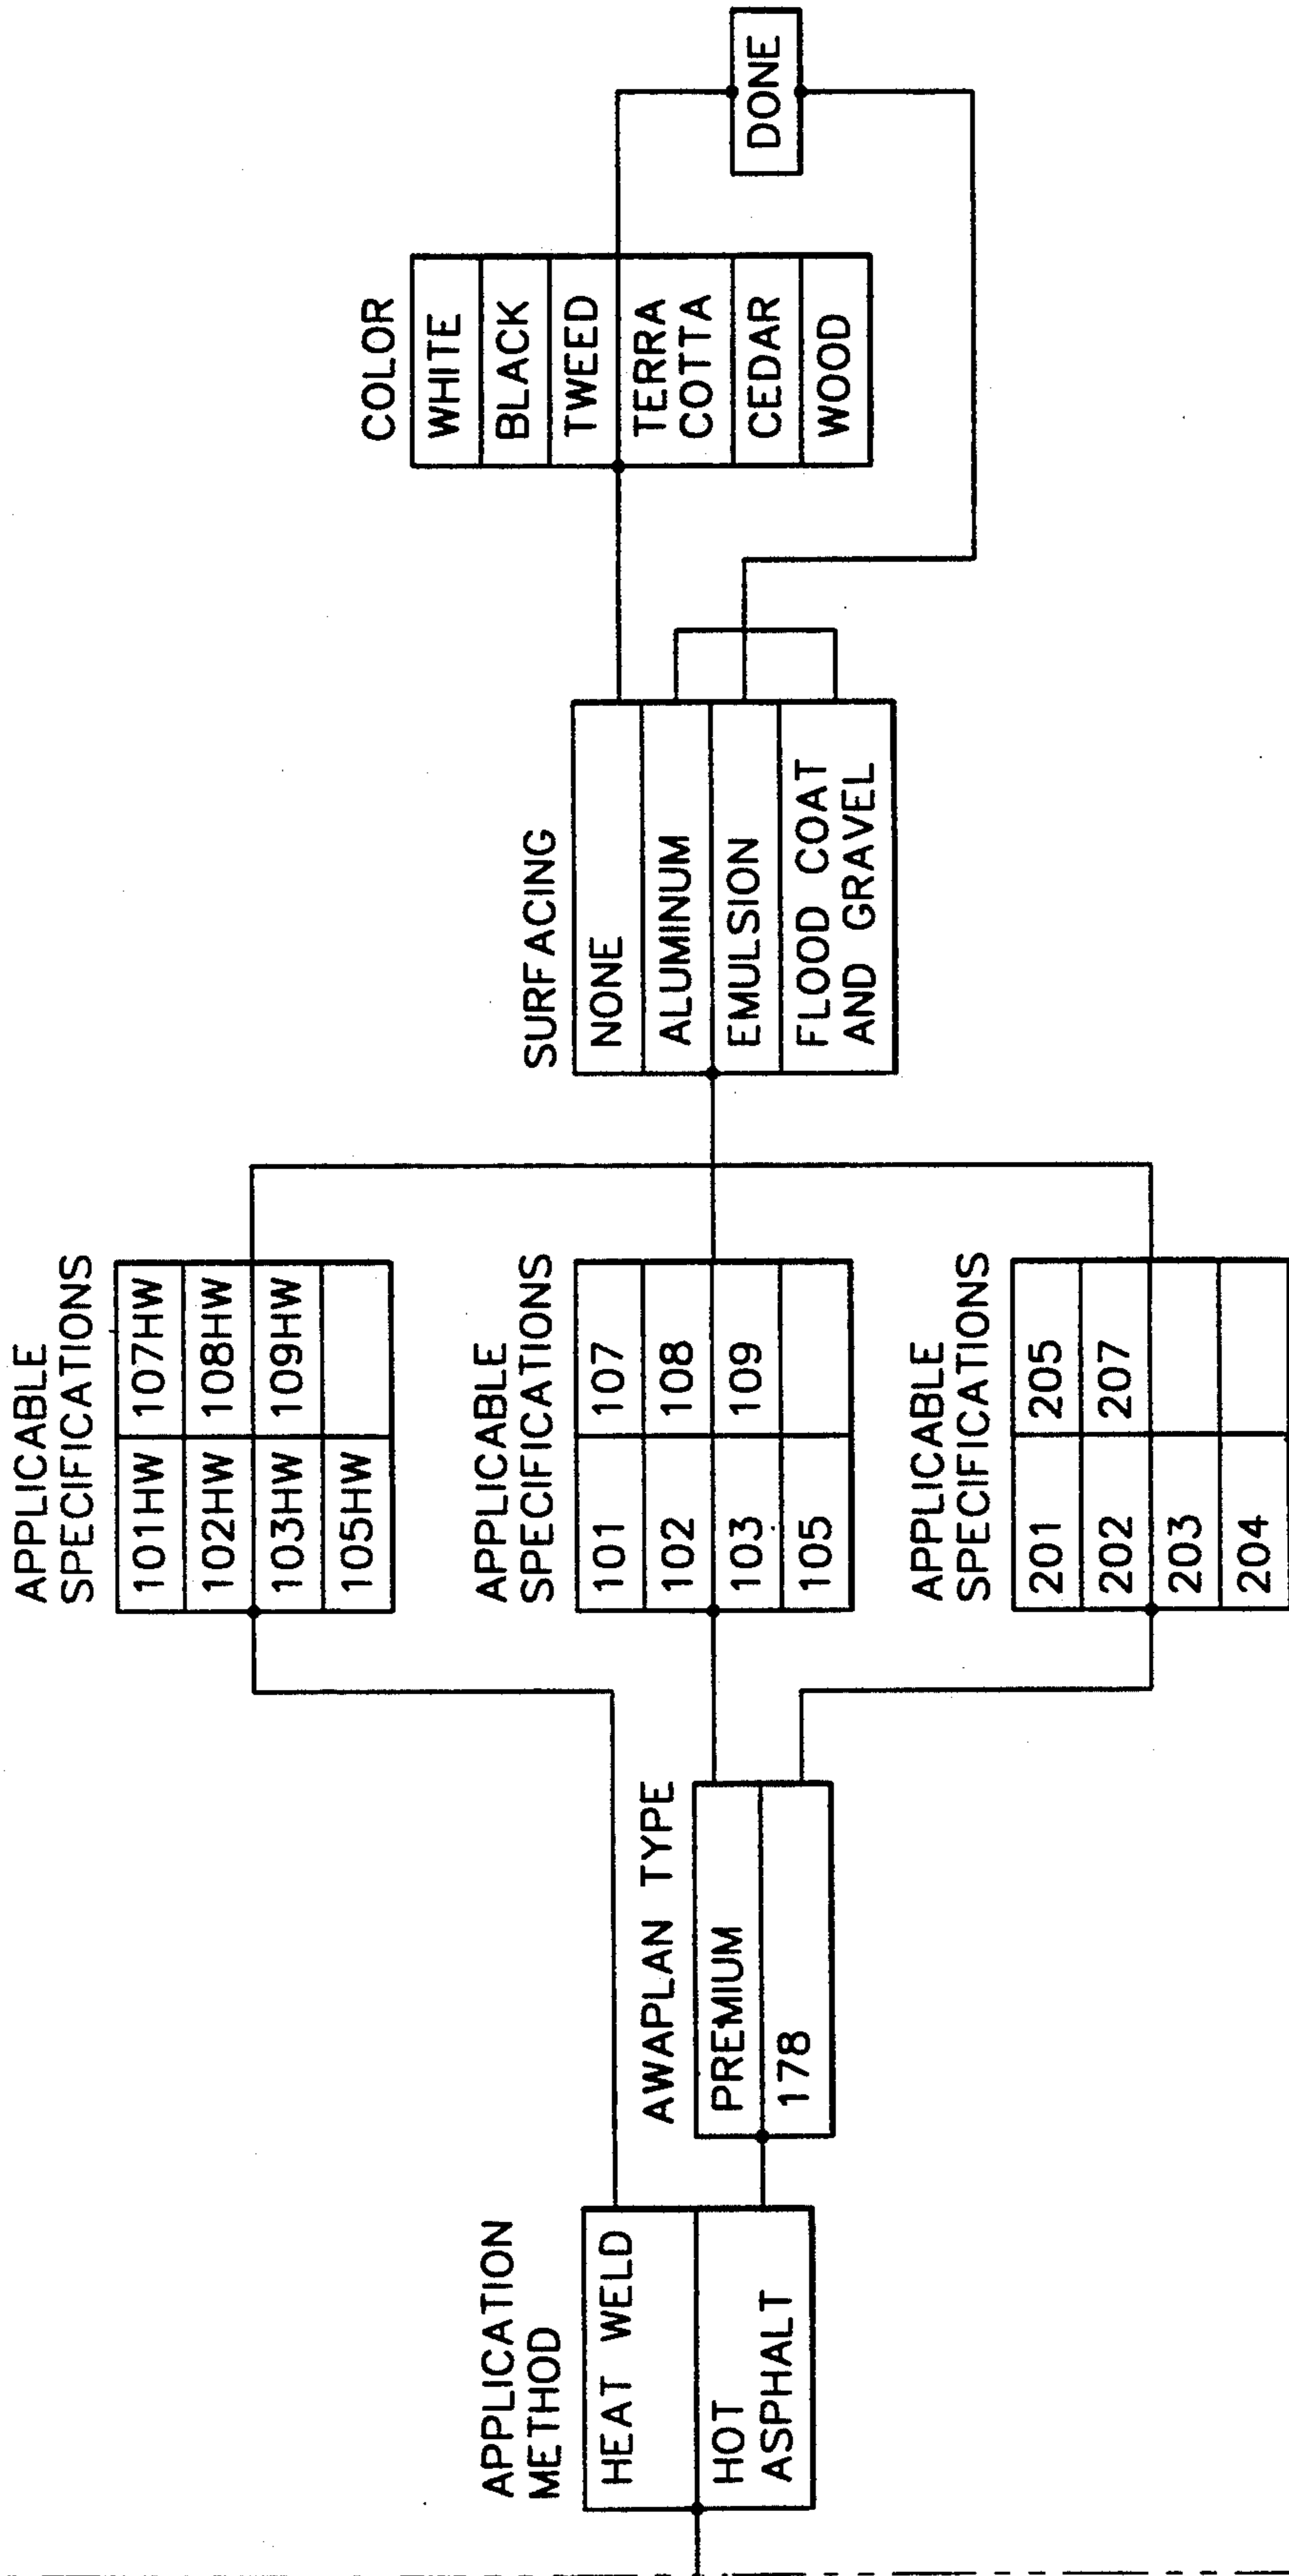 APPLICATION
METHOD
HEAT WELD
HOT
ASPHALT
AWAPLAN TYPE
PREMIUM
178
APPLICABLE
SPECIFICATIONS
101HW 107HW
102HW 108HW
103HW 109HW
105HW
APPLICABLE
SPECIFICATIONS
101 107
102 108
103 109
105
APPLICABLE
SPECIFICATIONS
201 205
202 207
203
204
SURFACING
NONE
ALUMINUM
EMULSION
FLOOD COAT
AND GRAVEL
COLOR
WHITE
BLACK
TWEED
TERRA
COTTA
CEDAR
WOOD
DONE